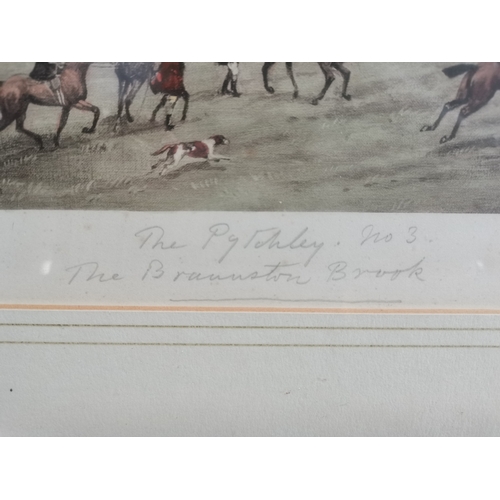 The Pytchley. No 3.
The Braunston Brook